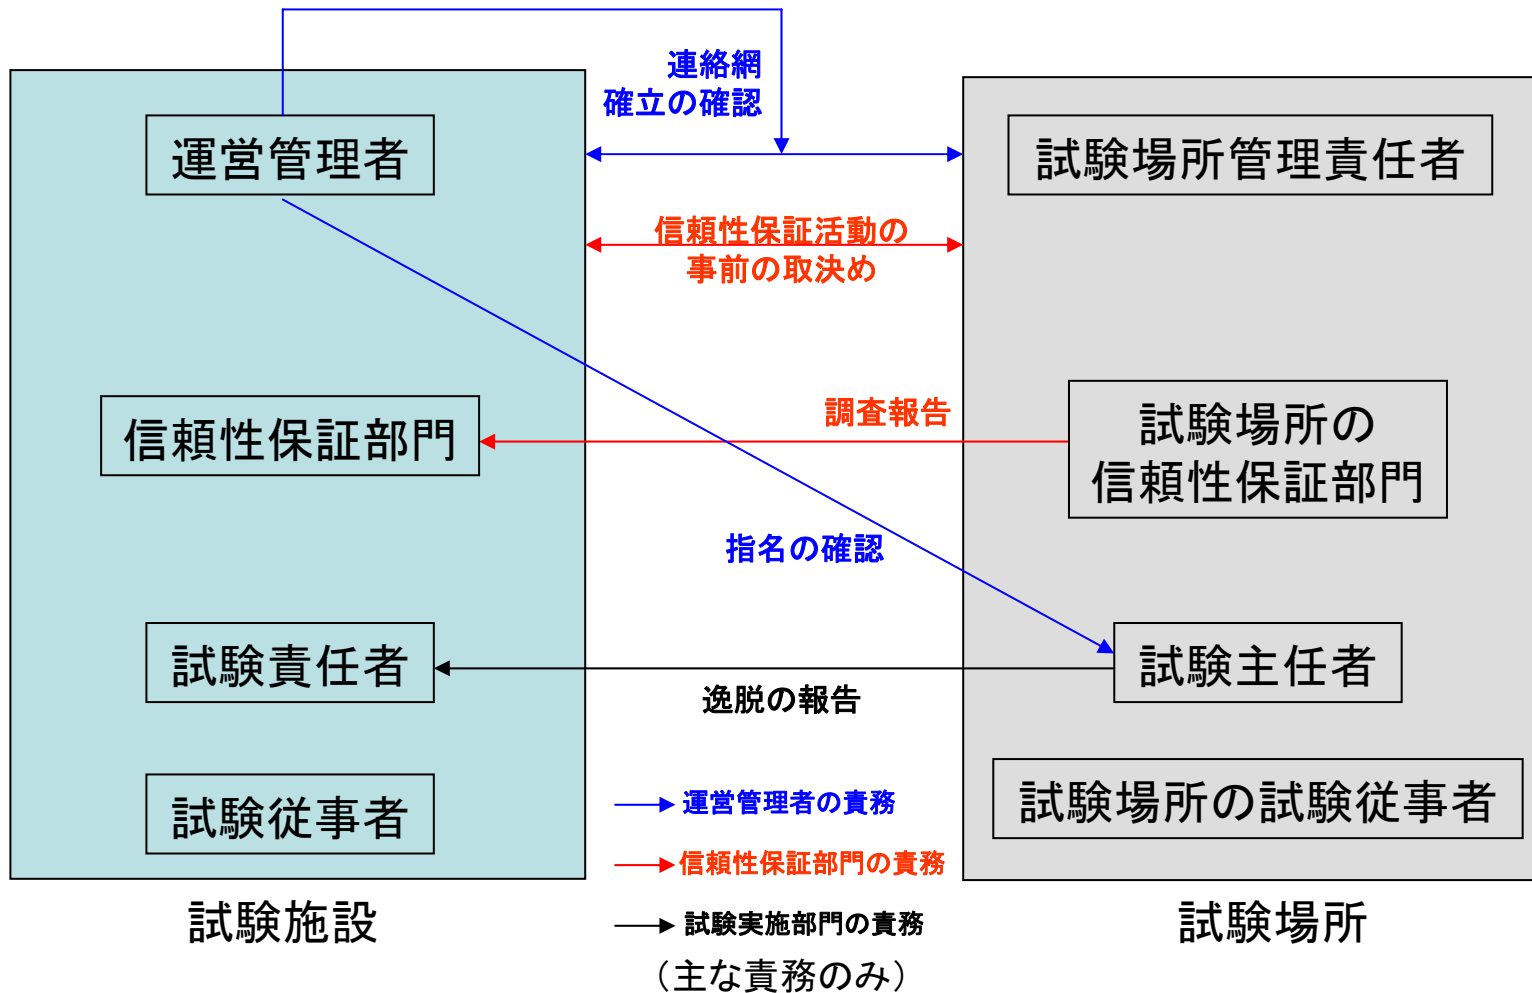 連絡網
確立の確認
運営管理者
試験場所管理責任者
信頼性保証活動の
事前の取決め
調査報告
信頼性保証部門
試験場所の
信頼性保証部門
指名の確認
試験責任者
試験主任者
逸脱の報告
試験従事者
試験場所の試験従事者
運営管理者の責務
信頼性保証部門の責務
試験実施部門の責務
(主な責務のみ)
試験施設
試験場所